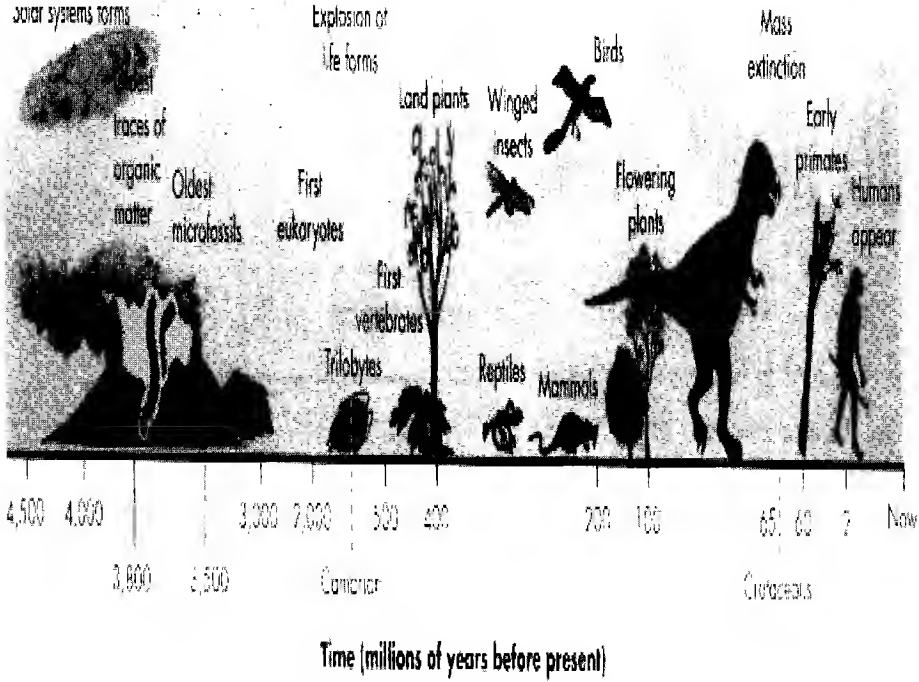 Solar systems forms
Oldest
traces of
organic
matter
Oldest
microfossils
First
eukaryotes
Explosion of
life forms
Trilobytes
First
vertebrates
Land plants
Winged
insects
Reptiles
Birds
Mammals
Flowering
plants
Mass
extinction
Early
primates
Humans
appear
4,500 4,000 3,000 2,000 500 400 200 100 65 60 2 Now
3,800 3,500 Cambrian Cretaceous
Time (millions of years before present)